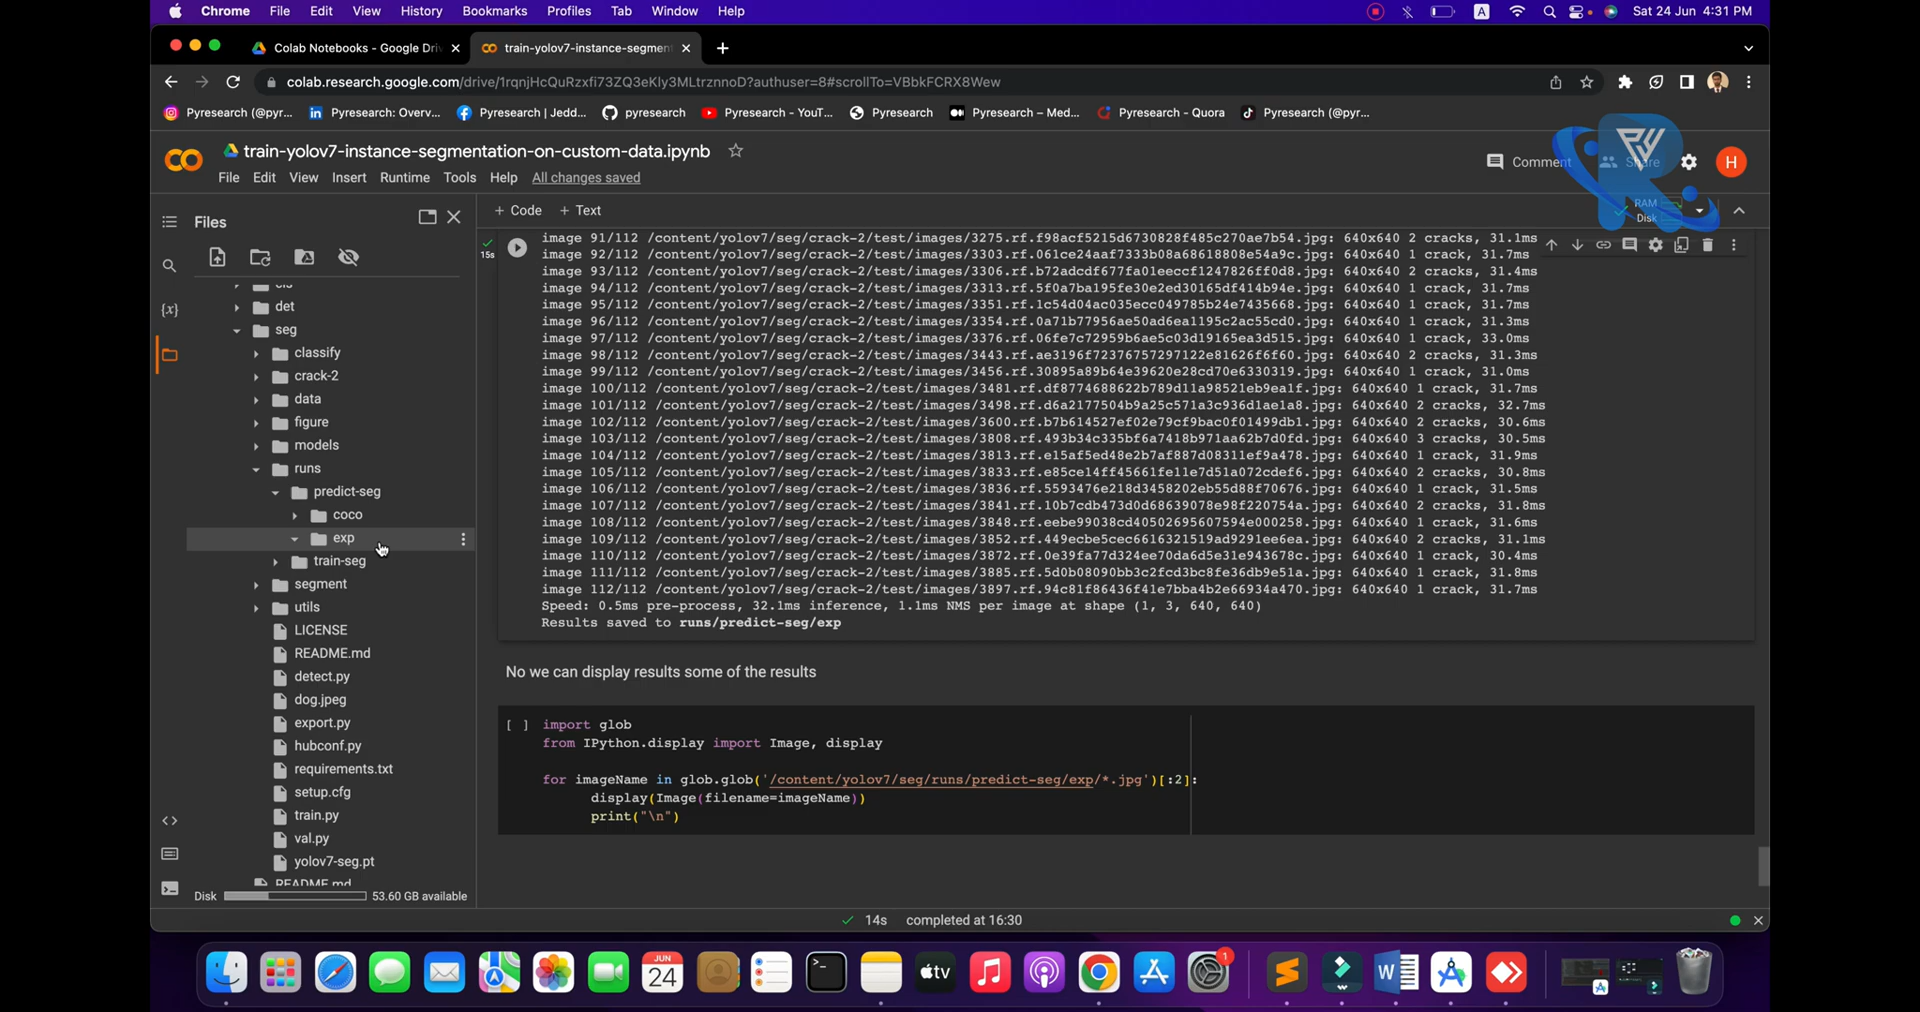 Chrome File Edit View History Bookmarks Profiles Tab Window Help A Sat 24 Jun 4:31 PM
Colab Notebooks - Google Driv train-yolov7-instance-segment
colab.research.google.com/drive/1rqnjHcQuRzxfi73ZQ3eKly3MLtrznnoD?authuser=8#scrollTo=VBbkFCRX8Wew
Pyresearch (@pyr... Pyresearch: Overv... Pyresearch | Jedd... pyresearch Pyresearch - YouT... Pyresearch Pyresearch – Med... Pyresearch - Quora Pyresearch (@pyr...
train-yolov7-instance-segmentation-on-custom-data.ipynb
Comment Share H
File Edit View Insert Runtime Tools Help All changes saved
Files
+ Code + Text
RAM
Disk
15s
image 91/112 /content/yolov7/seg/crack-2/test/images/3275.rf.f98acf5215d6730828f485c270ae7b54.jpg: 640x640 2 cracks, 31.1ms
image 92/112 /content/yolov7/seg/crack-2/test/images/3303.rf.061ce24aaf7333b08a68618808e54a9c.jpg: 640x640 1 crack, 31.7ms
image 93/112 /content/yolov7/seg/crack-2/test/images/3306.rf.b72adcdf677fa01eeccf1247826ff0d8.jpg: 640x640 2 cracks, 31.4ms
image 94/112 /content/yolov7/seg/crack-2/test/images/3313.rf.5f0a7ba195fe30e2ed30165df414b94e.jpg: 640x640 1 crack, 31.7ms
image 95/112 /content/yolov7/seg/crack-2/test/images/3351.rf.1c54d04ac035ecc049785b24e7435668.jpg: 640x640 1 crack, 31.7ms
image 96/112 /content/yolov7/seg/crack-2/test/images/3354.rf.0a71b77956ae50ad6ea1195c2ac55cd0.jpg: 640x640 1 crack, 31.3ms
image 97/112 /content/yolov7/seg/crack-2/test/images/3376.rf.06fe7c72959b6ae5c03d19165ea3d515.jpg: 640x640 1 crack, 33.0ms
image 98/112 /content/yolov7/seg/crack-2/test/images/3443.rf.ae3196f72376757297122e81626f6f60.jpg: 640x640 2 cracks, 31.3ms
image 99/112 /content/yolov7/seg/crack-2/test/images/3456.rf.30895a89b64e39620e28cd70e6330319.jpg: 640x640 1 crack, 31.0ms
image 100/112 /content/yolov7/seg/crack-2/test/images/3481.rf.df8774688622b789d11a98521eb9ea1f.jpg: 640x640 1 crack, 31.7ms
image 101/112 /content/yolov7/seg/crack-2/test/images/3498.rf.d6a2177504b9a25c571a3c936d1ae1a8.jpg: 640x640 2 cracks, 32.7ms
image 102/112 /content/yolov7/seg/crack-2/test/images/3600.rf.b7b614527ef02e79cf9bac0f01499db1.jpg: 640x640 2 cracks, 30.6ms
image 103/112 /content/yolov7/seg/crack-2/test/images/3808.rf.493b34c335bf6a7418b971aa62b7d0fd.jpg: 640x640 3 cracks, 30.5ms
image 104/112 /content/yolov7/seg/crack-2/test/images/3813.rf.e15af5ed48e2b7af887d08311ef9a478.jpg: 640x640 1 crack, 31.9ms
image 105/112 /content/yolov7/seg/crack-2/test/images/3833.rf.e85ce14ff45661fe11e7d51a072cdef6.jpg: 640x640 2 cracks, 30.8ms
image 106/112 /content/yolov7/seg/crack-2/test/images/3836.rf.5593476e218d3458202eb55d88f70676.jpg: 640x640 1 crack, 31.5ms
image 107/112 /content/yolov7/seg/crack-2/test/images/3841.rf.10b7cdb473d0d68639078e98f220754a.jpg: 640x640 2 cracks, 31.8ms
image 108/112 /content/yolov7/seg/crack-2/test/images/3848.rf.eebe99038cd40502695607594e000258.jpg: 640x640 1 crack, 31.6ms
image 109/112 /content/yolov7/seg/crack-2/test/images/3852.rf.449ecbe5cec6616321519ad9291ee6ea.jpg: 640x640 2 cracks, 31.1ms
image 110/112 /content/yolov7/seg/crack-2/test/images/3872.rf.0e39fa77d324ee70da6d5e31e943678c.jpg: 640x640 1 crack, 30.4ms
image 111/112 /content/yolov7/seg/crack-2/test/images/3885.rf.5d0b08090bb3c2fcd3bc8fe36db9e51a.jpg: 640x640 1 crack, 31.8ms
image 112/112 /content/yolov7/seg/crack-2/test/images/3897.rf.94c81f86436f41e7bba4b2e66934a470.jpg: 640x640 1 crack, 31.7ms
Speed: 0.5ms pre-process, 32.1ms inference, 1.1ms NMS per image at shape (1, 3, 640, 640)
Results saved to runs/predict-seg/exp
No we can display results some of the results
[ ] import glob
from IPython.display import Image, display
for imageName in glob.glob('/content/yolov7/seg/runs/predict-seg/exp/*.jpg')[:2]:
display(Image(filename=imageName))
print("\n")
{x}
det
seg
classify
crack-2
data
figure
models
runs
predict-seg
coco
exp
train-seg
segment
utils
LICENSE
README.md
detect.py
dog.jpeg
export.py
hubconf.py
requirements.txt
setup.cfg
train.py
val.py
yolov7-seg.pt
README.md
Disk 53.60 GB available
14s completed at 16:30
JUN
24
tv
1